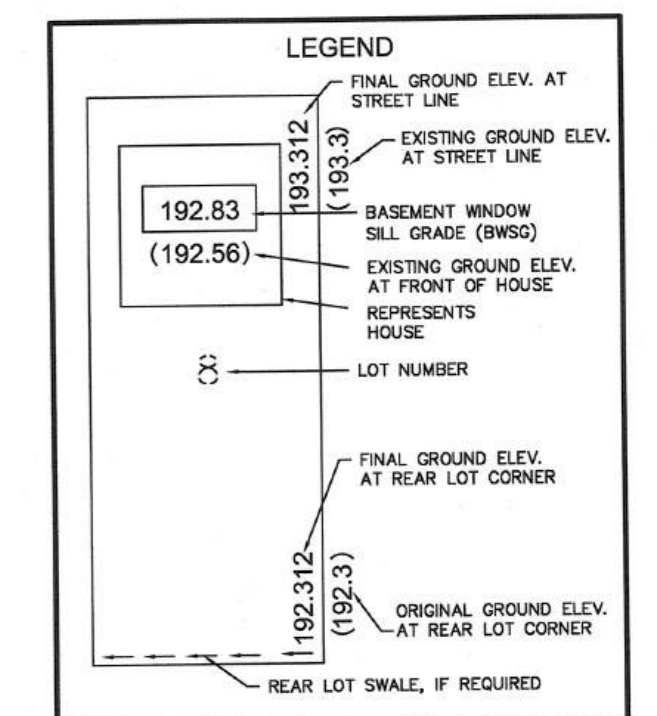 LEGEND
FINAL GROUND ELEV. AT
STREET LINE
193.312
(193.3)
EXISTING GROUND ELEV.
AT STREET LINE
192.83
BASEMENT WINDOW
SILL GRADE (BWSG)
(192.56)
EXISTING GROUND ELEV.
AT FRONT OF HOUSE
REPRESENTS
HOUSE
8
LOT NUMBER
FINAL GROUND ELEV.
AT REAR LOT CORNER
192.312
(192.3)
ORIGINAL GROUND ELEV.
AT REAR LOT CORNER
REAR LOT SWALE, IF REQUIRED